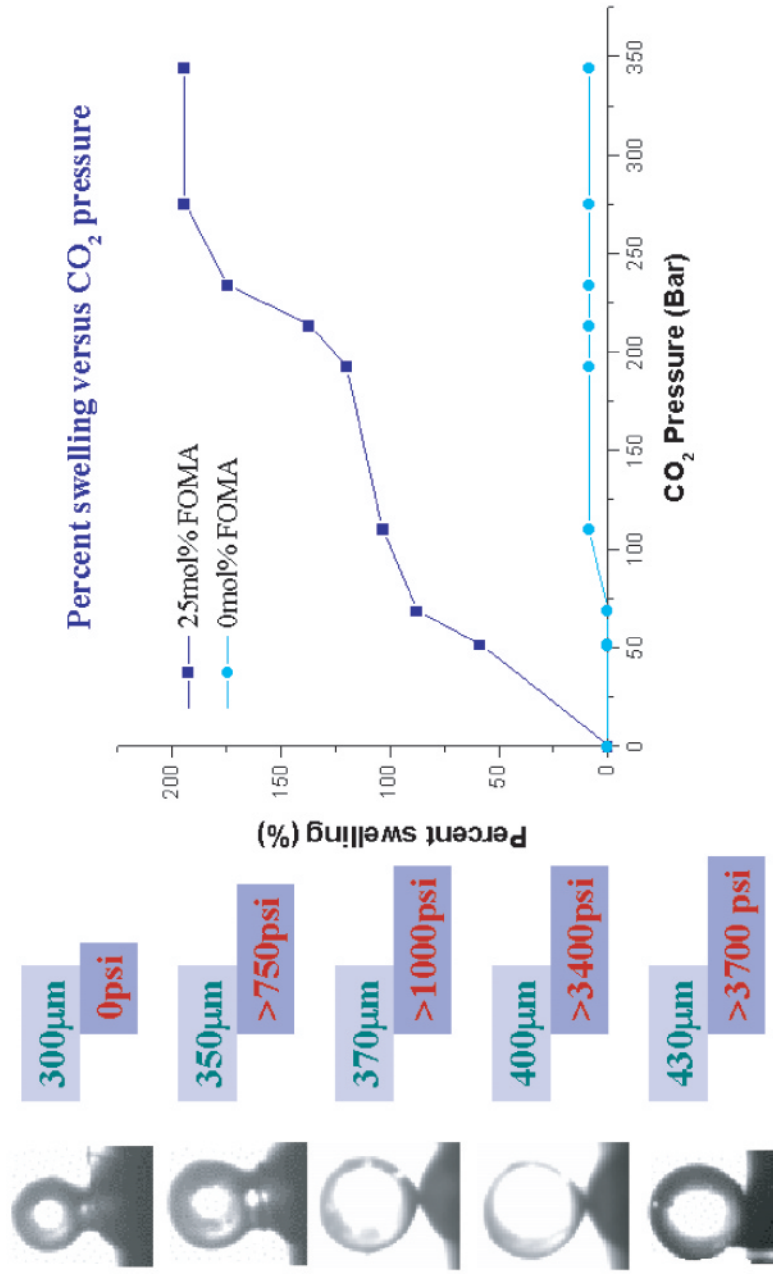 300μm
0psi
350μm
>750psi
370μm
>1000psi
400μm
>3400psi
430μm
>3700 psi
Percent swelling versus CO₂ pressure
25mol% FOMA
0mol% FOMA
Percent swelling (%)
200
150
100
50
0
0
50
100
150
200
250
300
350
CO₂ Pressure (Bar)